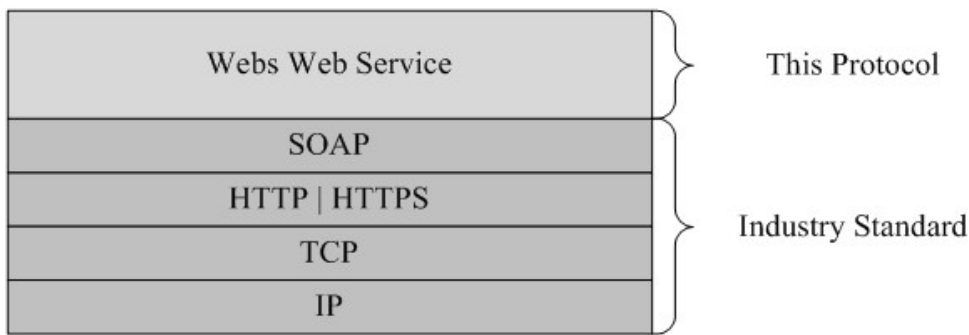 Webs Web Service
This Protocol
SOAP
HTTP | HTTPS
Industry Standard
TCP
IP